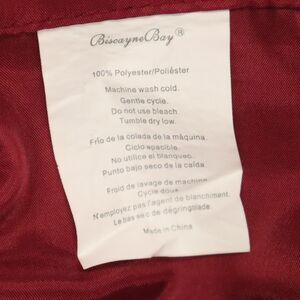 BiscayneBay®
100% Polyester/Poliéster
Machine wash cold.
Gentle cycle.
Do not use bleach.
Tumble dry low.
Frio de la colada de la máquina.
Ciclo apacible.
No utilice el blanqueo.
Punto bajo seco de la caída.
Froid de lavage de machine.
Cycle doux.
N'employez pas l'agent de blanchiment.
Le bas sec de dégringolade.
Made in China